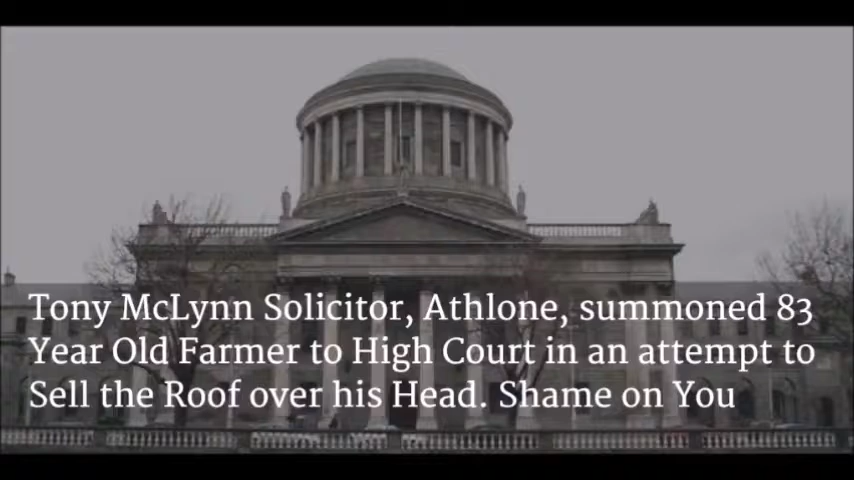 Tony McLynn Solicitor, Athlone, summoned 83
Year Old Farmer to High Court in an attempt to
Sell the Roof over his Head. Shame on You